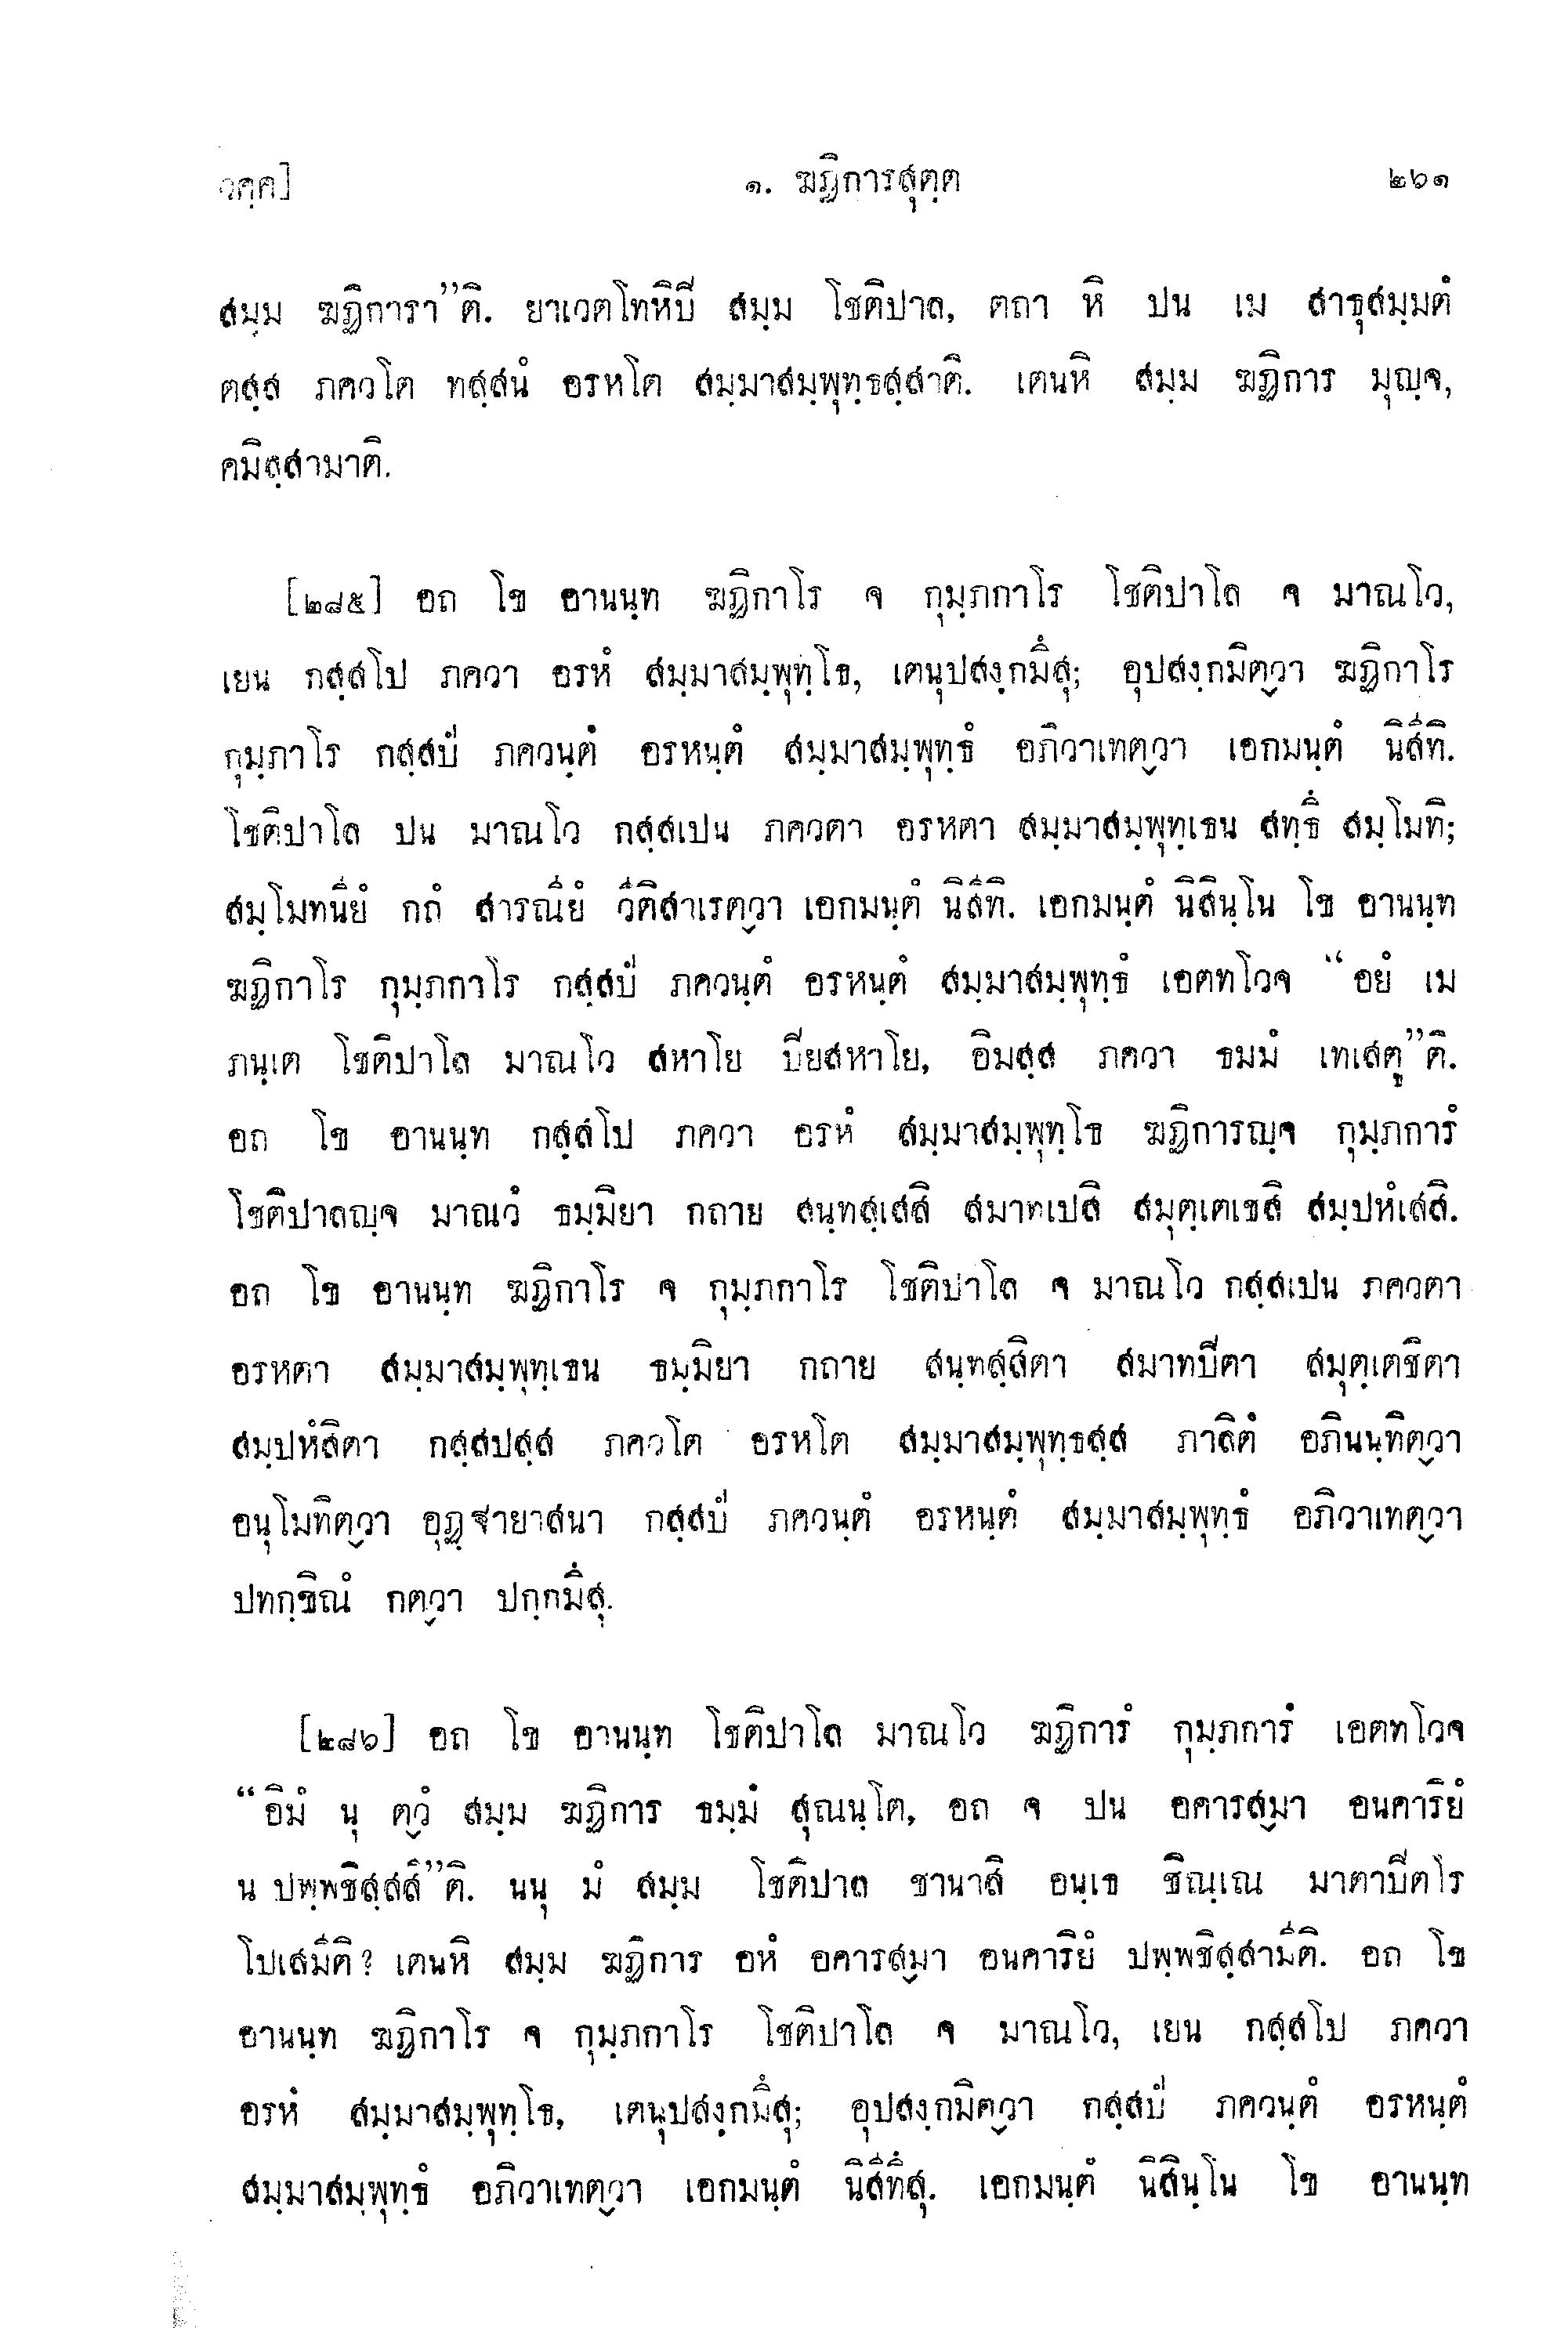 วคฺค]	๑. ฆฏิการสุตฺต	๒๖๑
สมฺม ฆฏิการา”ติ. ยาเวตโทหิปิ สมฺม โชติปาล, ตถา หิ ปน เม สาธุสมฺมตํ
ตสฺส ภควโต ทสฺสนํ อรหโต สมฺมาสมฺพุทฺธสฺสาติ. เตนหิ สมฺม ฆฏิการ มุญฺจ,
คมิสฺสามาติ.
[๒๘๕] อถ โข อานนฺท ฆฏิกาโร จ กุมฺภกาโร โชติปาโล จ มาณโว,
เยน กสฺสโป ภควา อรหํ สมฺมาสมฺพุทฺโธ, เตนุปสงฺกมึสุ; อุปสงฺกมิตฺวา ฆฏิกาโร
กุมฺภาโร กสฺสปํ ภควนฺตํ อรหนฺตํ สมฺมาสมฺพุทฺธํ อภิวาเทตฺวา เอกมนฺตํ นิสีทิ.
โชติปาโล ปน มาณโว กสฺสเปน ภควตา อรหตา สมฺมาสมฺพุทฺเธน สทฺธึ สมฺโมทิ;
สมฺโมทนียํ กถํ สารณียํ วีติสาเรตฺวา เอกมนฺตํ นิสีทิ. เอกมนฺตํ นิสินฺโน โข อานนฺท
ฆฏิกาโร กุมฺภกาโร กสฺสปํ ภควนฺตํ อรหนฺตํ สมฺมาสมฺพุทฺธํ เอตทโวจ “อยํ เม
ภนฺเต โชติปาโล มาณโว สหาโย ปิยสหาโย, อิมสฺส ภควา ธมมํ เทเสตู”ติ.
อถ โข อานนฺท กสฺสโป ภควา อรหํ สมฺมาสมฺพุทฺโธ ฆฏิการญฺจ กุมฺภการํ
โชติปาลญฺจ มาณวํ ธมฺมิยา กถาย สนฺทสฺเสสิ สมาทเปสิ สมุตฺเตเชสิ สมฺปหํเสสิ.
อถ โข อานนฺท ฆฏิกาโร จ กุมฺภกาโร โชติปาโล จ มาณโว กสฺสเปน ภควตา
อรหตา สมฺมาสมฺพุทฺเธน ธมฺมิยา กถาย สนฺทสฺสิตา สมาทปิตา สมุตฺเตชิตา
สมฺปหํสิตา กสฺสปสฺส ภควโต อรหโต สมฺมาสมฺพุทฺธสฺส ภาสิตํ อภินนฺทิตฺวา
อนุโมทิตฺวา อุฏฺฐายาสนา กสฺสปํ ภควนฺตํ อรหนฺตํ สมฺมาสมฺพุทฺธํ อภิวาเทตฺวา
ปทกฺขิณํ กตฺวา ปกฺกมึสุ.
[๒๘๖] อถ โข อานนฺท โชติปาโล มาณโว ฆฏิการํ กุมฺภการํ เอตทโวจ
“อิมํ นุ ตฺวํ สมฺม ฆฏิการ ธมฺมํ สุณนฺโต, อถ จ ปน อคารสฺมา อนคาริยํ
น ปพฺพชิสฺสสี”ติ. นนุ มํ สมฺม โชติปาล ชานาสิ อนฺเธ ชิณฺเณ มาตาปิตโร
โปเสมีติ? เตนหิ สมฺม ฆฏิการ อหํ อคารสฺมา อนคาริยํ ปพฺพชิสฺสามีติ. อถ โข
อานนฺท ฆฏิกาโร จ กุมฺภกาโร โชติปาโล จ มาณโว, เยน กสฺสโป ภควา
อรหํ สมฺมาสมฺพุทฺโธ, เตนุปสงฺกมึสุ; อุปสงฺกมิตฺวา กสฺสปํ ภควนฺตํ อรหนฺตํ
สมฺมาสมฺพุทฺธํ อภิวาเทตฺวา เอกมนฺตํ นิสีทึสุ. เอกมนฺตํ นิสินฺโน โข อานนฺท